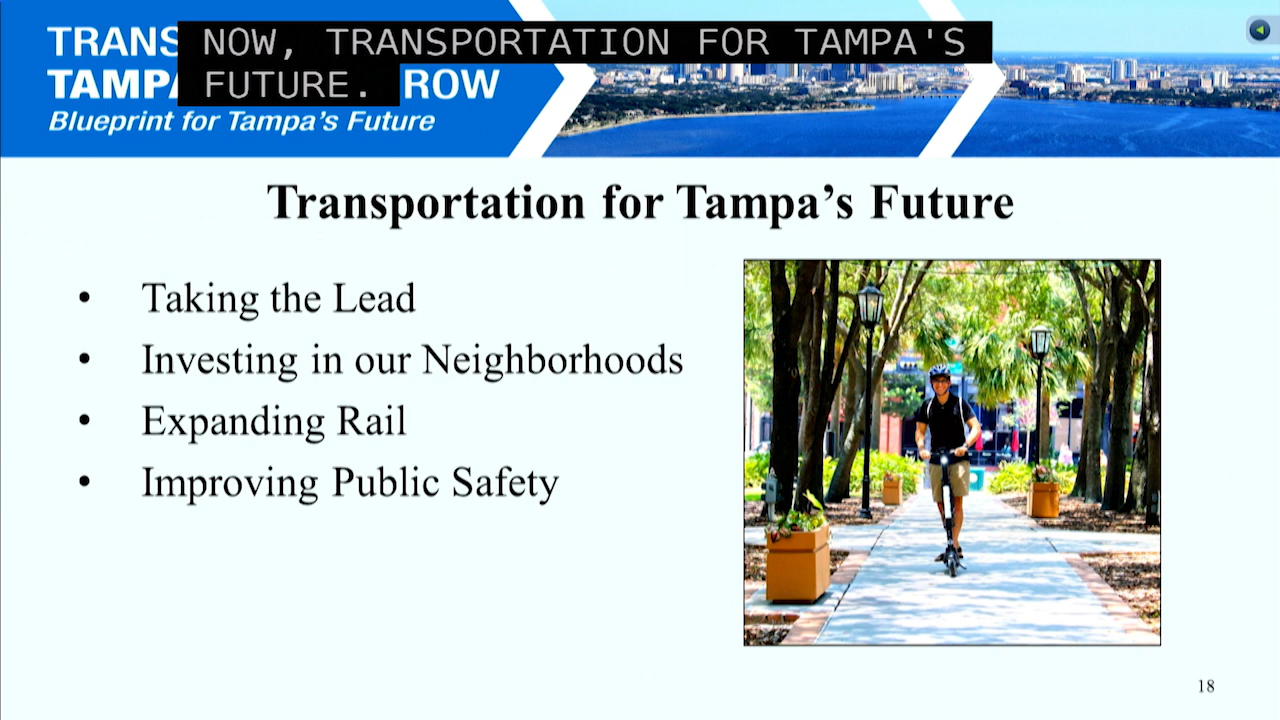 TRANS
NOW, TRANSPORTATION FOR TAMPA'S
TAMPA
FUTURE.
ROW
Blueprint for Tampa's Future
Transportation for Tampa's Future
• Taking the Lead
• Investing in our Neighborhoods
• Expanding Rail
• Improving Public Safety
18